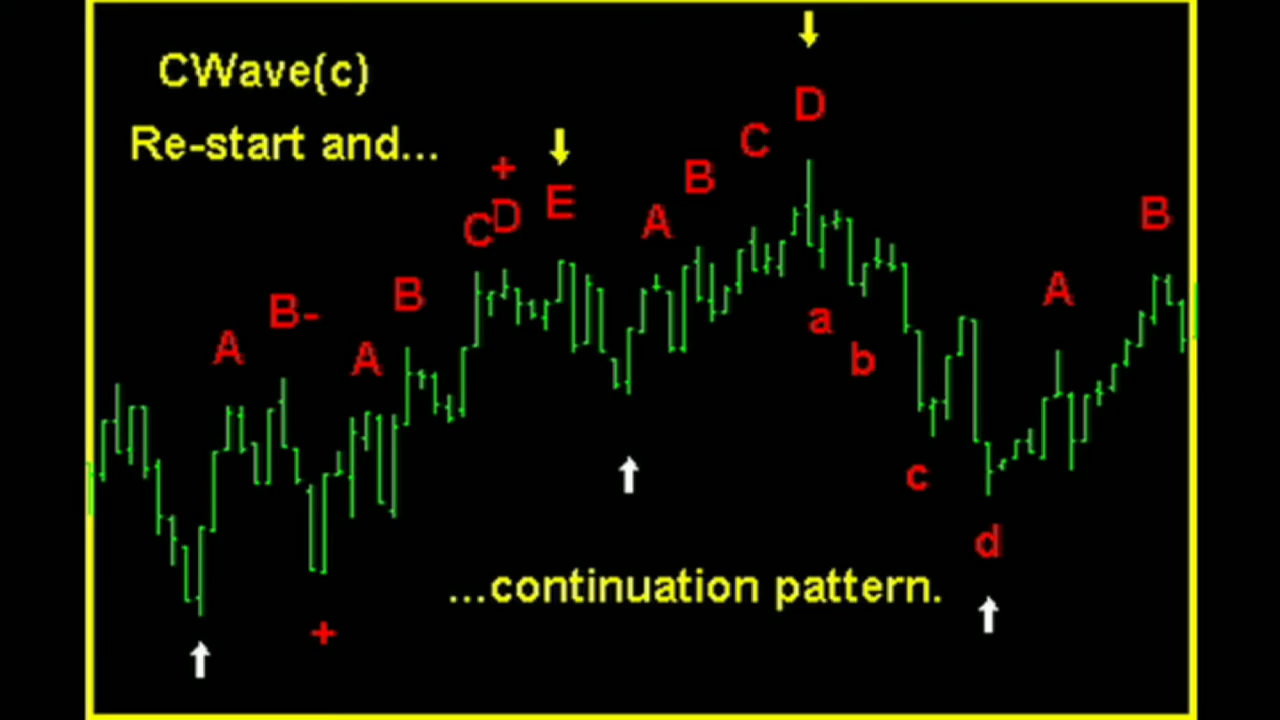 CWave(c)
Re-start and...
D
C
B
+
E
D
C
A
B
B
A
B-
A
B
A
a
b
c
d
+
...continuation pattern.